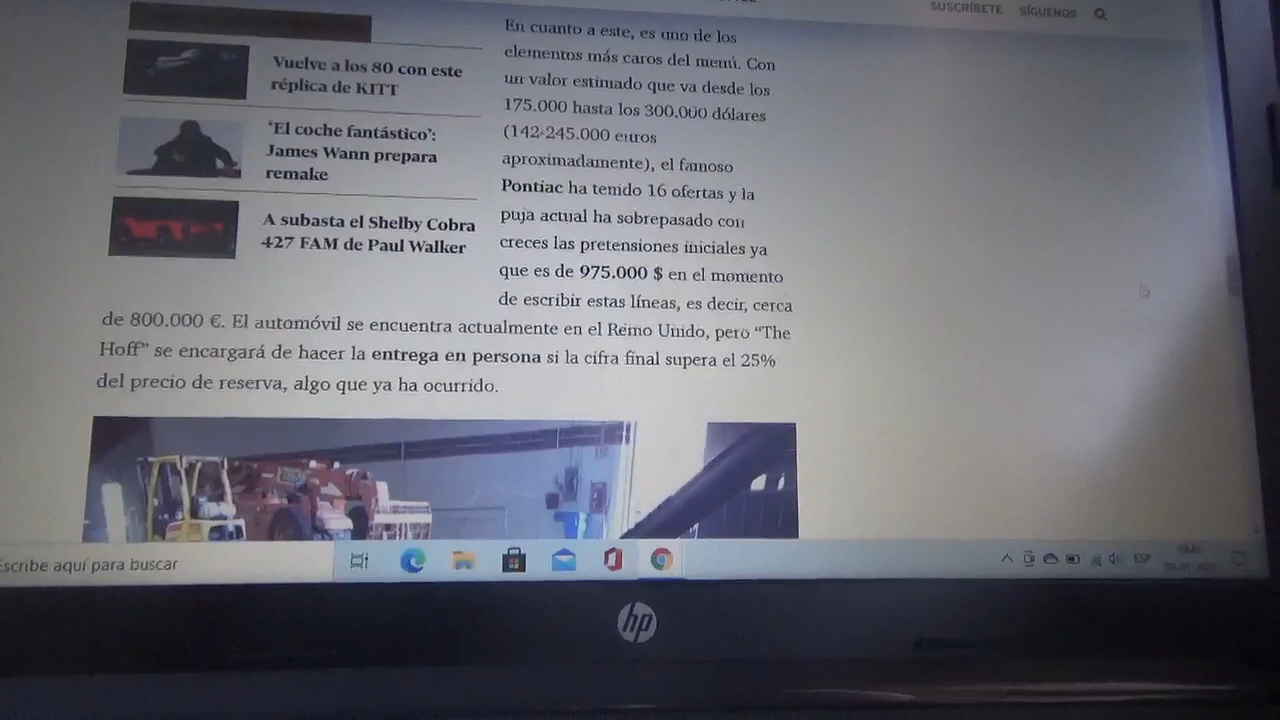 SUSCRÍBETE SÍGUENOS
Vuelve a los 80 con este
réplica de KITT
‘El coche fantástico’:
James Wann prepara
remake
A subasta el Shelby Cobra
427 FAM de Paul Walker
En cuanto a este, es uno de los
elementos más caros del menú. Con
un valor estimado que va desde los
175.000 hasta los 300.000 dólares
(142-245.000 euros
aproximadamente), el famoso
Pontiac ha tenido 16 ofertas y la
puja actual ha sobrepasado con
creces las pretensiones iniciales ya
que es de 975.000 $ en el momento
de escribir estas líneas, es decir, cerca
de 800.000 €. El automóvil se encuentra actualmente en el Reino Unido, pero “The
Hoff” se encargará de hacer la entrega en persona si la cifra final supera el 25%
del precio de reserva, algo que ya ha ocurrido.
Escribe aquí para buscar
ESP
hp